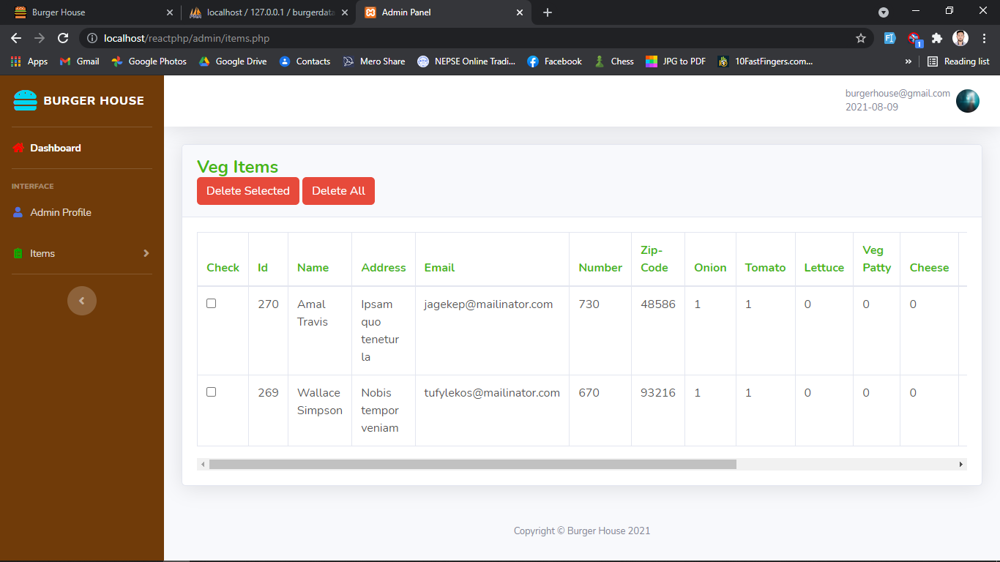 Burger House
localhost / 127.0.0.1 / burgerdata
Admin Panel
localhost/reactphp/admin/items.php
Apps
Gmail
Google Photos
Google Drive
Contacts
Mero Share
NEPSE Online Tradi...
Facebook
Chess
JPG to PDF
10FastFingers.com...
»
Reading list
1
BURGER HOUSE
burgerhouse@gmail.com
2021-08-09
Dashboard
INTERFACE
Admin Profile
Items
Veg Items
Delete Selected Delete All
Check Id Name Address Email Number Zip-Code Onion Tomato Lettuce Veg Patty Cheese
270 Amal Travis Ipsam quo tenetur la jagekep@mailinator.com 730 48586 1 1 0 0 0
269 Wallace Simpson Nobis tempor veniam tufylekos@mailinator.com 670 93216 1 1 0 0 0
Copyright © Burger House 2021